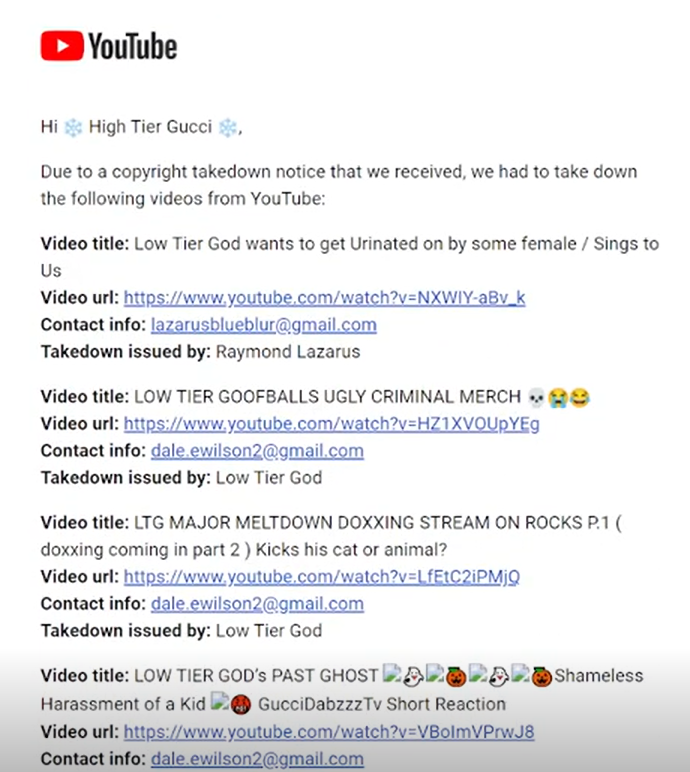 YouTube
Hi ❄️ High Tier Gucci ❄️,
Due to a copyright takedown notice that we received, we had to take down
the following videos from YouTube:
Video title: Low Tier God wants to get Urinated on by some female / Sings to
Us
Video url: https://www.youtube.com/watch?v=NXWlY-aBv_k
Contact info: lazarusblueblur@gmail.com
Takedown issued by: Raymond Lazarus
Video title: LOW TIER GOOFBALLS UGLY CRIMINAL MERCH 💀😭😂
Video url: https://www.youtube.com/watch?v=HZ1XVOUpYEg
Contact info: dale.ewilson2@gmail.com
Takedown issued by: Low Tier God
Video title: LTG MAJOR MELTDOWN DOXXING STREAM ON ROCKS P.1 (
doxxing coming in part 2 ) Kicks his cat or animal?
Video url: https://www.youtube.com/watch?v=LfEtC2iPMjQ
Contact info: dale.ewilson2@gmail.com
Takedown issued by: Low Tier God
Video title: LOW TIER GOD's PAST GHOST 👻🎃👻🎃Shameless
Harassment of a Kid 👹 GucciDabzzzTv Short Reaction
Video url: https://www.youtube.com/watch?v=VBolmVPrwJ8
Contact info: dale.ewilson2@gmail.com